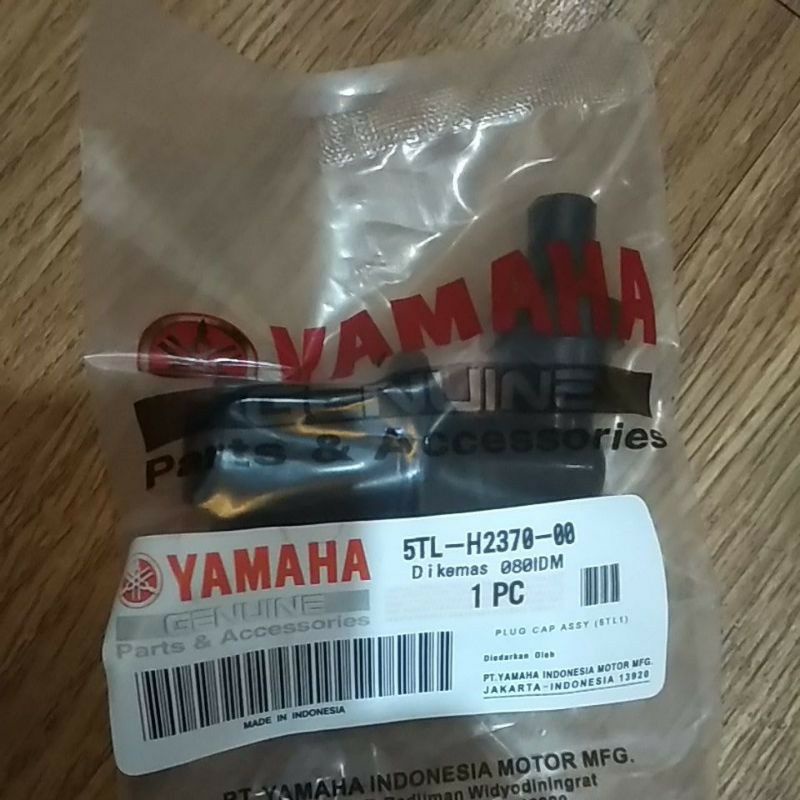 YAMAHA
GENUINE
Parts & Accessories
YAMAHA
GENUINE
Parts & Accessories
MADE IN INDONESIA
5TL-H2370-00
Dikemas 080IDM
1 PC
PLUG CAP ASSY (5TL1)
Diedarkan Oleh
PT.YAMAHA INDONESIA MOTOR MFG.
JAKARTA-INDONESIA 13920
PT. YAMAHA INDONESIA MOTOR MFG.
Widyodiningrat